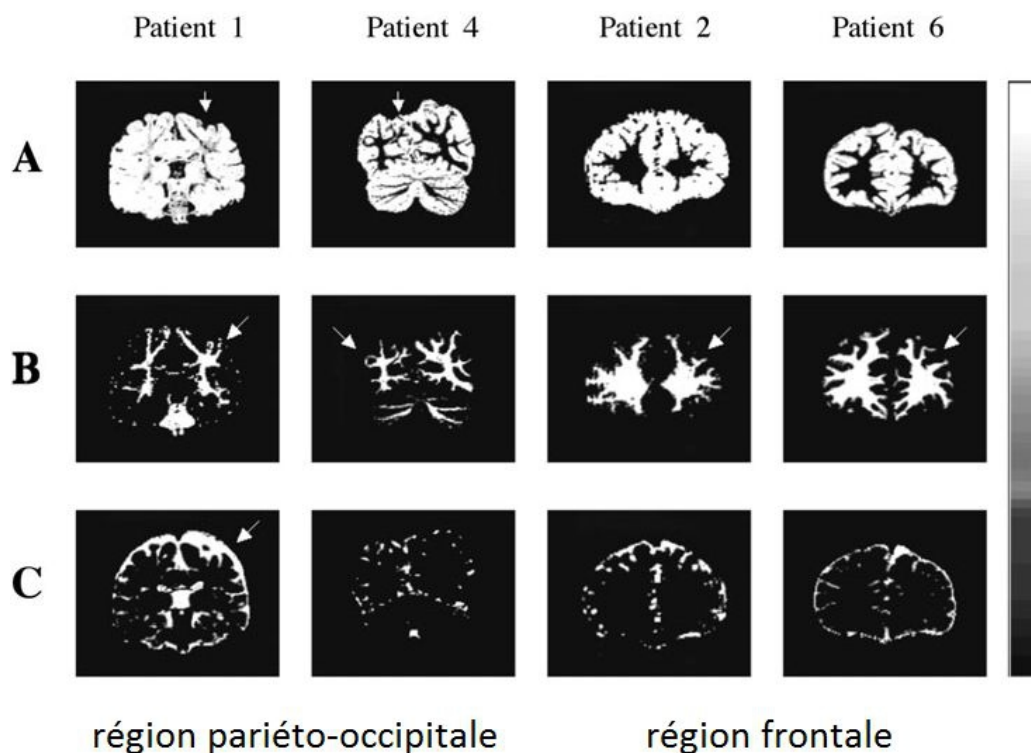 Patient 1 Patient 4 Patient 2 Patient 6
A
B
C
région pariéto-occipitale région frontale